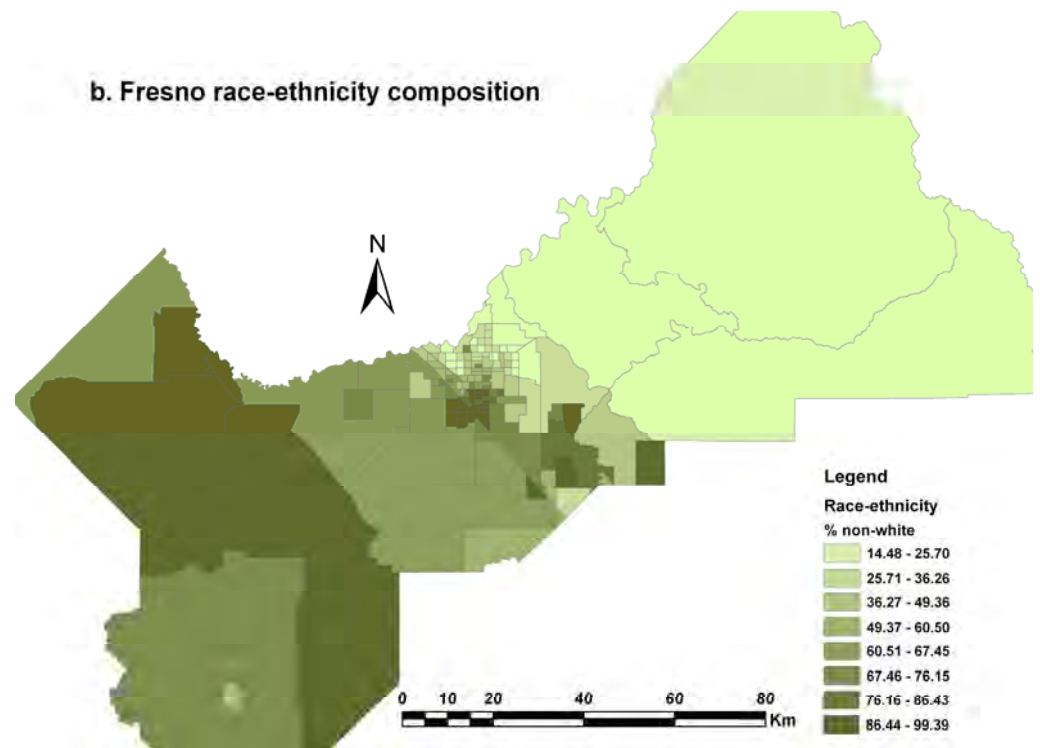 b. Fresno race-ethnicity composition
N
Legend
Race-ethnicity
% non-white
14.48 - 25.70
25.71 - 36.26
36.27 - 49.36
49.37 - 60.50
60.51 - 67.45
67.46 - 76.15
76.16 - 86.43
86.44 - 99.39
0 10 20 40 60 80
Km